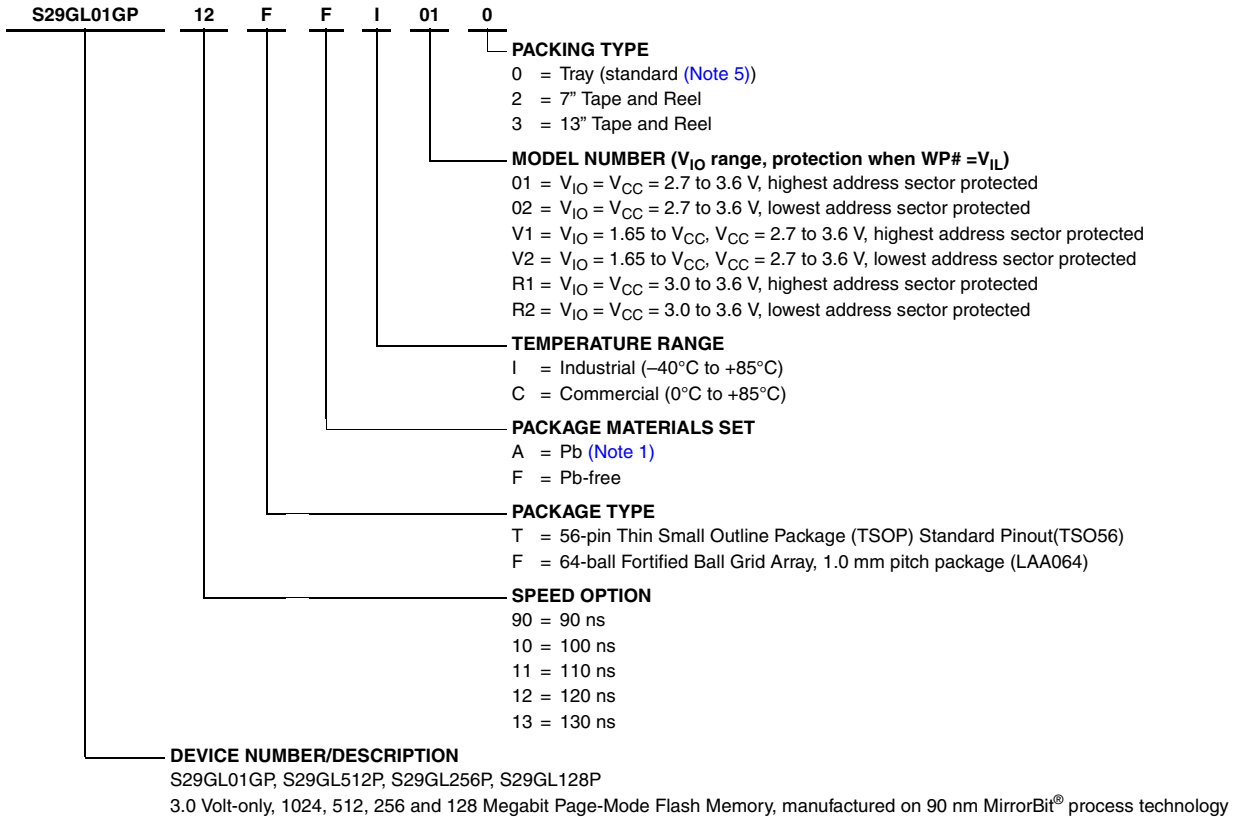 S29GL01GP 12 F F I 01 0
PACKING TYPE
0 = Tray (standard (Note 5))
2 = 7” Tape and Reel
3 = 13” Tape and Reel
MODEL NUMBER (VIO range, protection when WP# =VIL)
01 = VIO = VCC = 2.7 to 3.6 V, highest address sector protected
02 = VIO = VCC = 2.7 to 3.6 V, lowest address sector protected
V1 = VIO = 1.65 to VCC, VCC = 2.7 to 3.6 V, highest address sector protected
V2 = VIO = 1.65 to VCC, VCC = 2.7 to 3.6 V, lowest address sector protected
R1 = VIO = VCC = 3.0 to 3.6 V, highest address sector protected
R2 = VIO = VCC = 3.0 to 3.6 V, lowest address sector protected
TEMPERATURE RANGE
I = Industrial (–40°C to +85°C)
C = Commercial (0°C to +85°C)
PACKAGE MATERIALS SET
A = Pb (Note 1)
F = Pb-free
PACKAGE TYPE
T = 56-pin Thin Small Outline Package (TSOP) Standard Pinout(TSO56)
F = 64-ball Fortified Ball Grid Array, 1.0 mm pitch package (LAA064)
SPEED OPTION
90 = 90 ns
10 = 100 ns
11 = 110 ns
12 = 120 ns
13 = 130 ns
DEVICE NUMBER/DESCRIPTION
S29GL01GP, S29GL512P, S29GL256P, S29GL128P
3.0 Volt-only, 1024, 512, 256 and 128 Megabit Page-Mode Flash Memory, manufactured on 90 nm MirrorBit® process technology